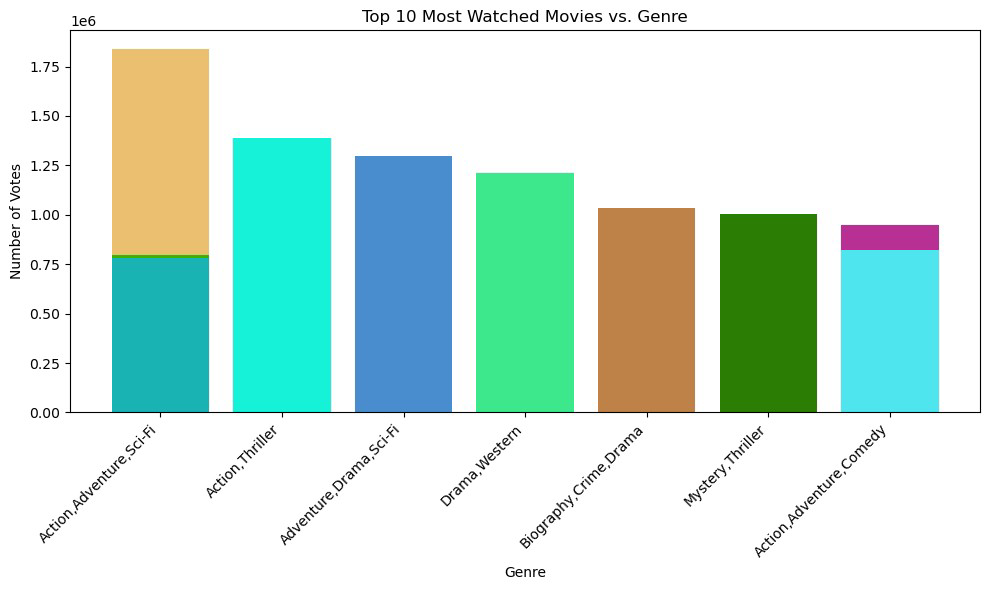 Top 10 Most Watched Movies vs. Genre
1e6
1.75
1.50
1.25
1.00
0.75
0.50
0.25
0.00
Number of Votes
Action,Adventure,Sci-Fi
Action,Thriller
Adventure,Drama,Sci-Fi
Drama,Western
Biography,Crime,Drama
Mystery,Thriller
Action,Adventure,Comedy
Genre